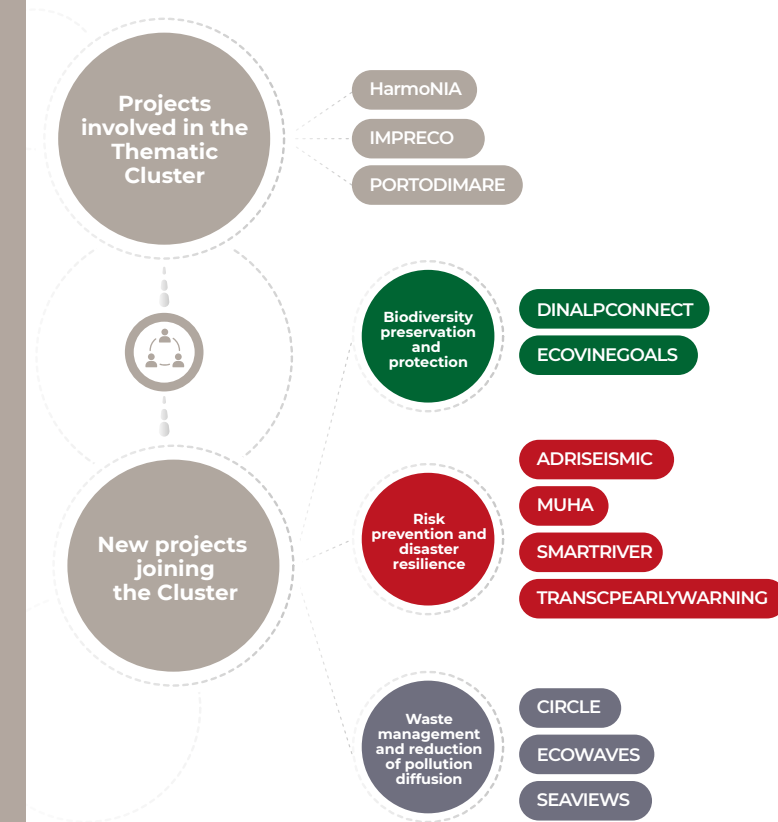 Projects
involved in the
Thematic
Cluster
HarmoNIA
IMPRECO
PORTODIMARE
New projects
joining
the Cluster
Biodiversity
preservation
and
protection
DINALPCONNECT
ECOVINEGOALS
Risk
prevention and
disaster
resilience
ADRISEISMIC
MUHA
SMARTRIVER
TRANSCPEARLYWARNING
Waste
management
and reduction
of pollution
diffusion
CIRCLE
ECOWAVES
SEAVIEWS